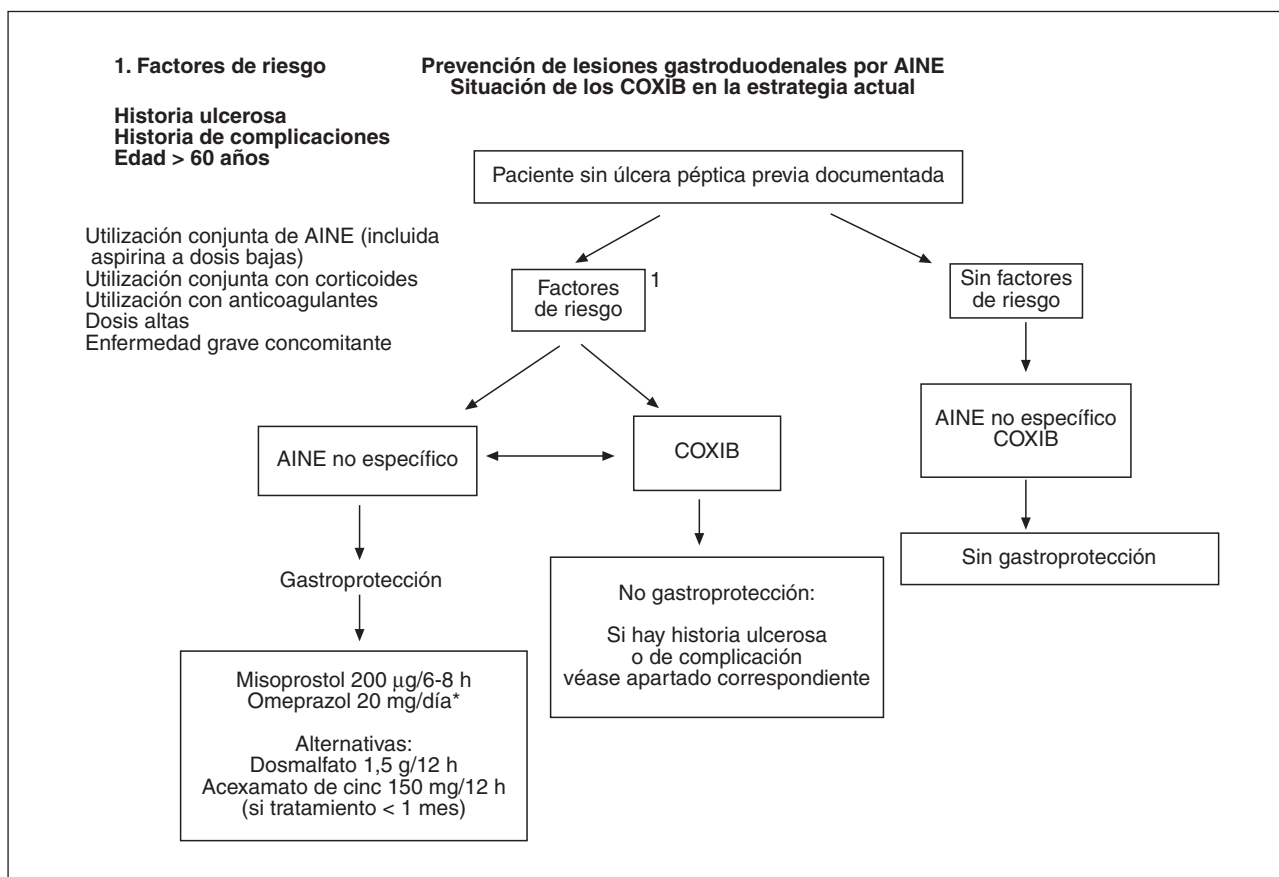 1. Factores de riesgo
Prevención de lesiones gastroduodenales por AINE
Situación de los COXIB en la estrategia actual
Historia ulcerosa
Historia de complicaciones
Edad > 60 años
Paciente sin úlcera péptica previa documentada
Utilización conjunta de AINE (incluida
aspirina a dosis bajas)
Utilización conjunta con corticoides
Utilización con anticoagulantes
Dosis altas
Enfermedad grave concomitante
Factores
de riesgo
1
Sin factores
de riesgo
AINE no específico
COXIB
AINE no específico
COXIB
Gastroprotección
No gastroprotección:
Si hay historia ulcerosa
o de complicación
véase apartado correspondiente
Sin gastroprotección
Misoprostol 200 μg/6-8 h
Omeprazol 20 mg/día*
Alternativas:
Dosmalfato 1,5 g/12 h
Acexamato de cinc 150 mg/12 h
(si tratamiento < 1 mes)